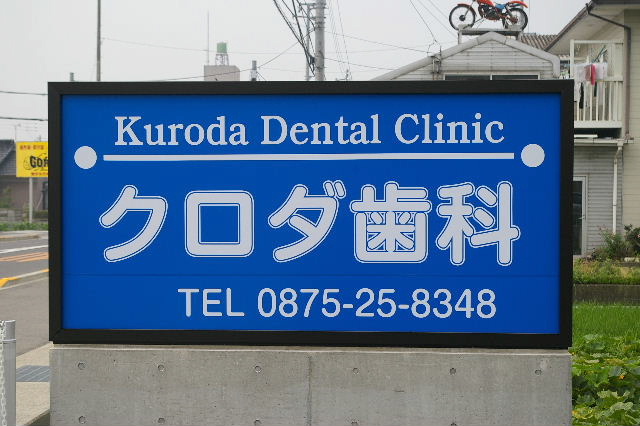 Kuroda Dental Clinic
クロダ歯科
TEL 0875-25-8348